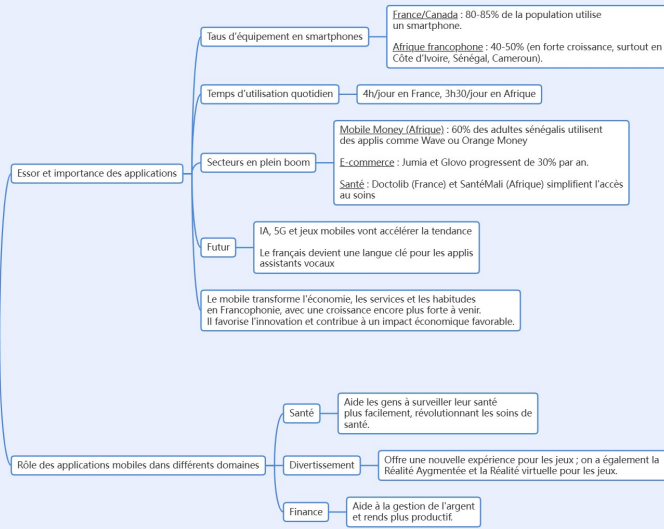 Essor et importance des applications
Taus d'équipement en smartphones
France/Canada : 80-85% de la population utilise
un smartphone.
Afrique francophone : 40-50% (en forte croissance, surtout en
Côte d'Ivoire, Sénégal, Cameroun).
Temps d'utilisation quotidien
4h/jour en France, 3h30/jour en Afrique
Secteurs en plein boom
Mobile Money (Afrique) : 60% des adultes sénégalis utilisent
des applis comme Wave ou Orange Money
E-commerce : Jumia et Glovo progressent de 30% par an.
Santé : Doctolib (France) et SantéMali (Afrique) simplifient l'accès
au soins
Futur
IA, 5G et jeux mobiles vont accélérer la tendance
Le français devient une langue clé pour les applis
assistants vocaux
Le mobile transforme l'économie, les services et les habitudes
en Francophonie, avec une croissance encore plus forte à venir.
Il favorise l'innovation et contribue à un impact économique favorable.
Rôle des applications mobiles dans différents domaines
Santé
Aide les gens à surveiller leur santé
plus facilement, révolutionnant les soins de
santé.
Divertissement
Offre une nouvelle expérience pour les jeux ; on a également la
Réalité Aygmentée et la Réalité virtuelle pour les jeux.
Finance
Aide à la gestion de l'argent
et rends plus productif.